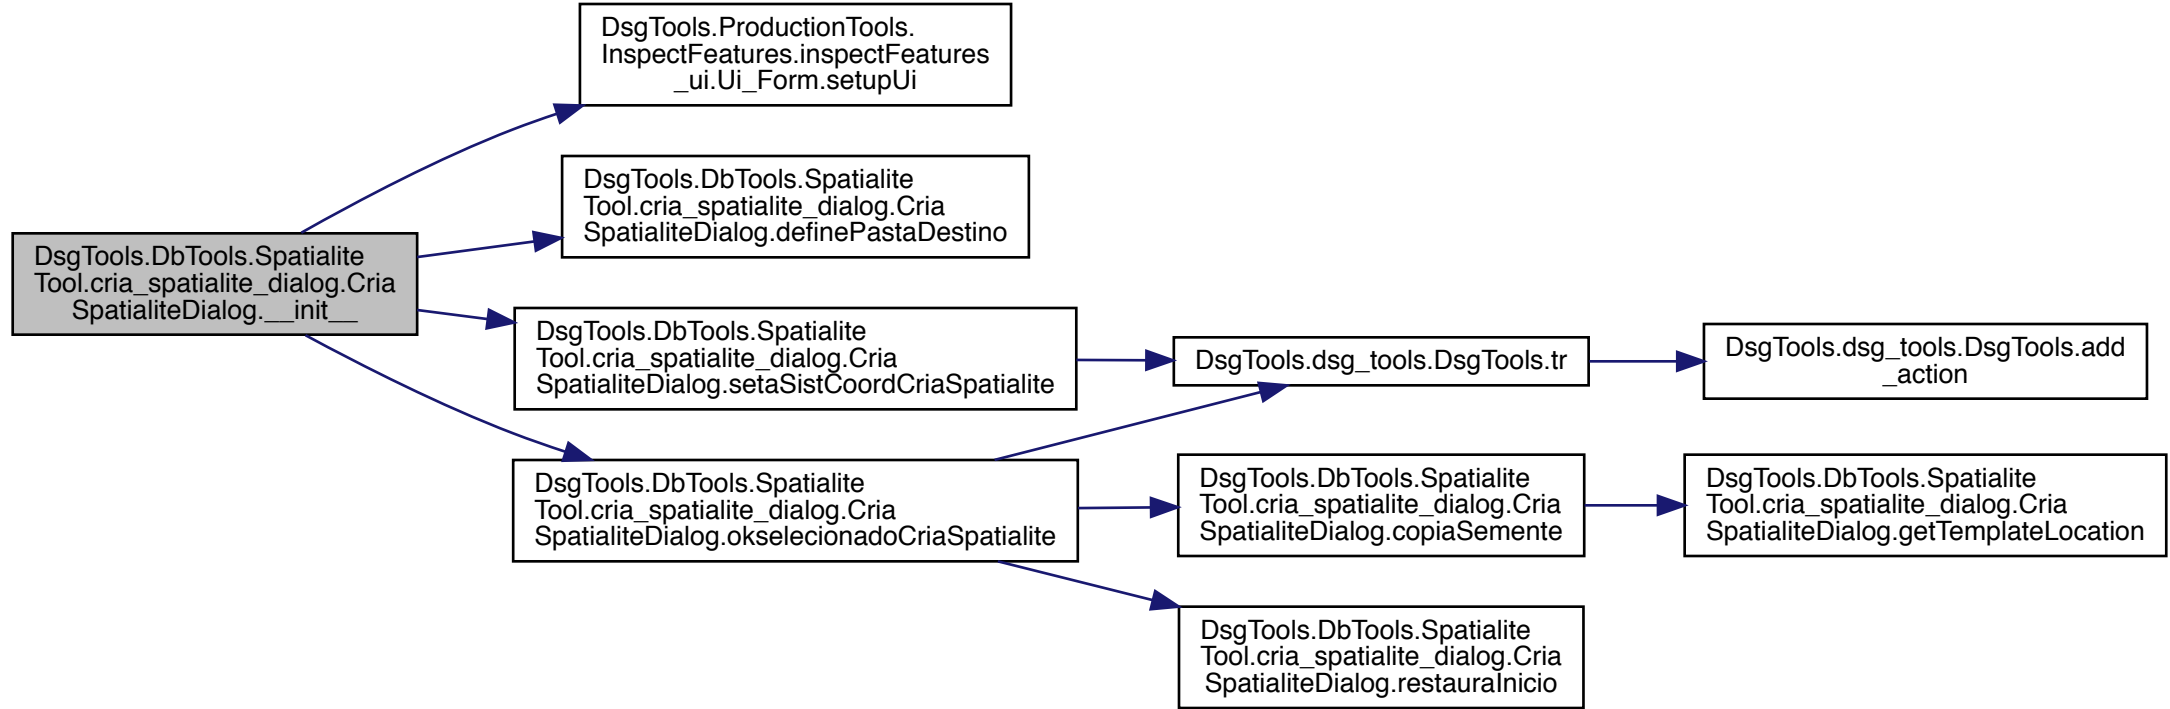 DsgTools.ProductionTools.
InspectFeatures.inspectFeatures
_ui.Ui_Form.setupUi
DsgTools.DbTools.Spatialite
Tool.cria_spatialite_dialog.Cria
SpatialiteDialog.definePastaDestino
DsgTools.DbTools.Spatialite
Tool.cria_spatialite_dialog.Cria
SpatialiteDialog.__init__
DsgTools.DbTools.Spatialite
Tool.cria_spatialite_dialog.Cria
SpatialiteDialog.setaSistCoordCriaSpatialite
DsgTools.dsg_tools.DsgTools.tr
DsgTools.dsg_tools.DsgTools.add
_action
DsgTools.DbTools.Spatialite
Tool.cria_spatialite_dialog.Cria
SpatialiteDialog.okselecionadoCriaSpatialite
DsgTools.DbTools.Spatialite
Tool.cria_spatialite_dialog.Cria
SpatialiteDialog.copiaSemente
DsgTools.DbTools.Spatialite
Tool.cria_spatialite_dialog.Cria
SpatialiteDialog.getTemplateLocation
DsgTools.DbTools.Spatialite
Tool.cria_spatialite_dialog.Cria
SpatialiteDialog.restauraInicio